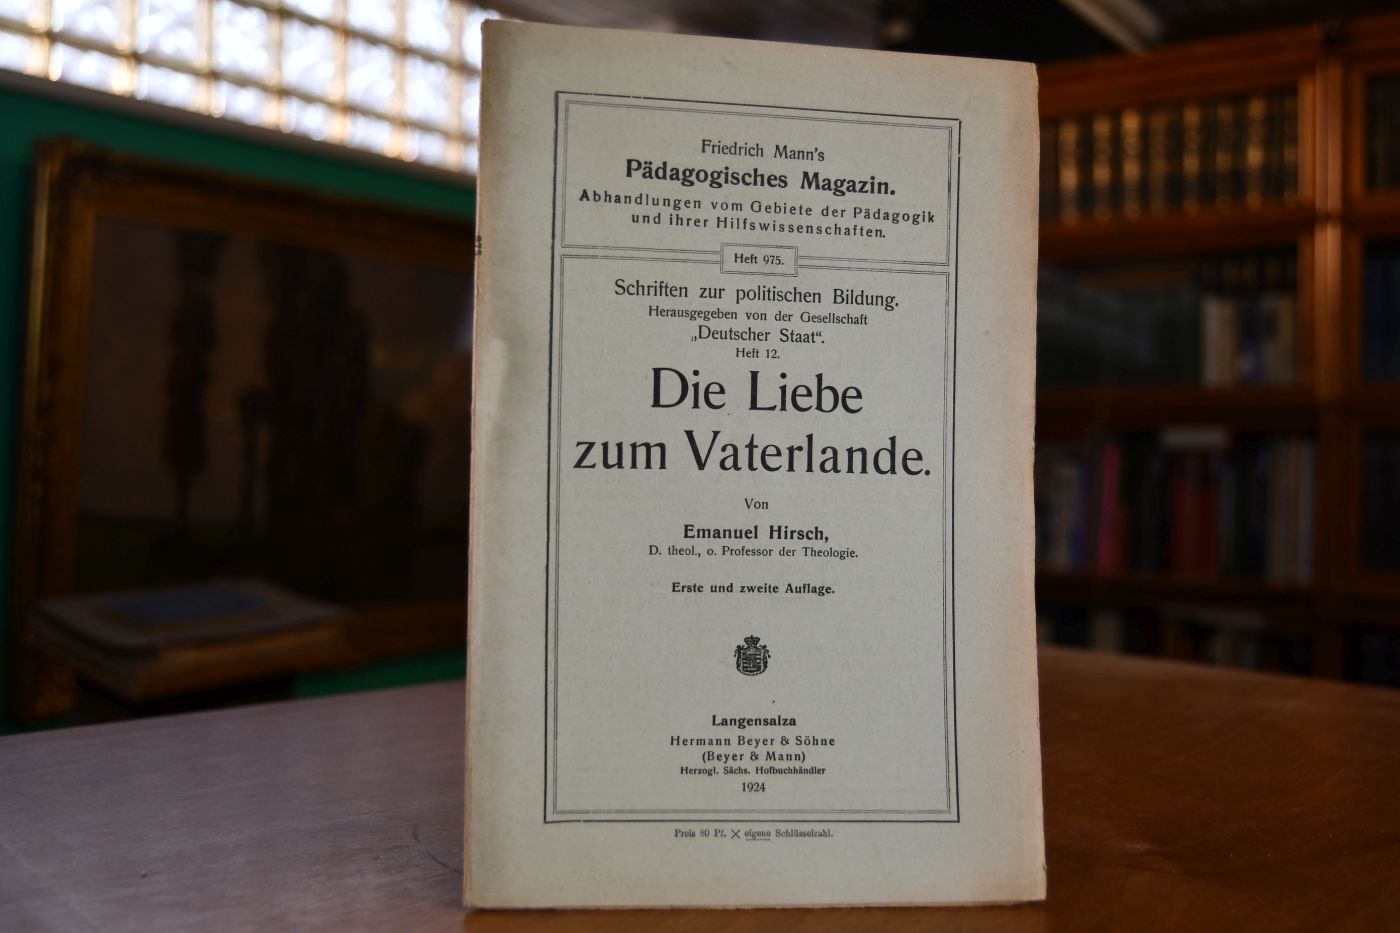 Friedrich Mann's
Pädagogisches Magazin.
Abhandlungen vom Gebiete der Pädagogik
und ihrer Hilfswissenschaften.
Heft 975.
Schriften zur politischen Bildung.
Herausgegeben von der Gesellschaft
„Deutscher Staat“.
Heft 12.
Die Liebe
zum Vaterlande.
Von
Emanuel Hirsch,
D. theol., o. Professor der Theologie.
Erste und zweite Auflage.
Langensalza
Hermann Beyer & Söhne
(Beyer & Mann)
Herzogl. Sächs. Hofbuchhändler
1924
Preis 80 Pf. × eigene Schlüsselzahl.
975